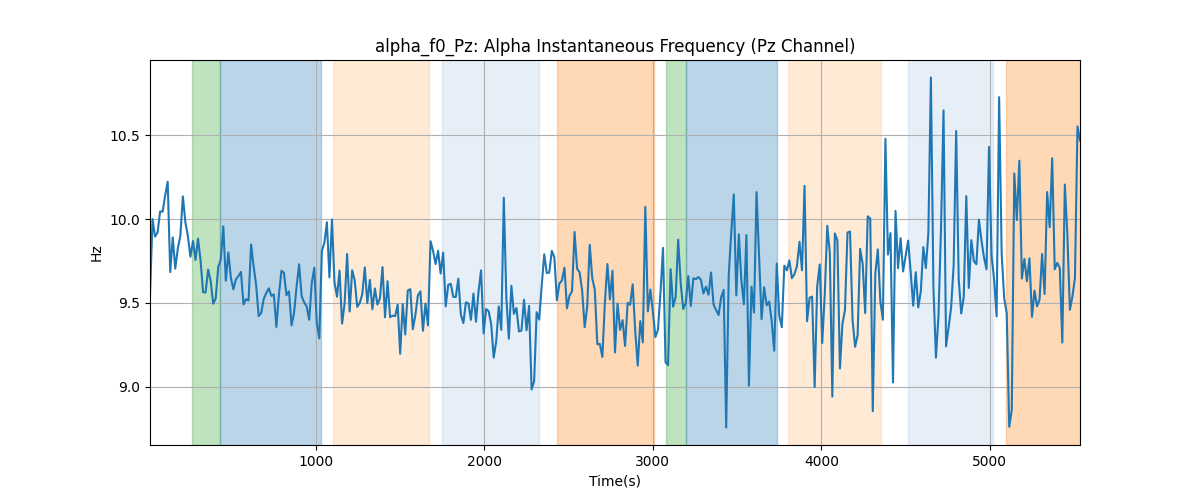 alpha_f0_Pz: Alpha Instantaneous Frequency (Pz Channel)
10.5
10.0
9.5
9.0
Hz
1000 2000 3000 4000 5000
Time(s)